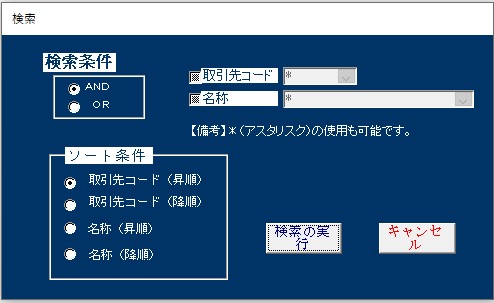 検索
検索条件
AND
OR
取引先コード *
名称 *
【備考】*(アスタリスク)の使用も可能です。
ソート条件
取引先コード（昇順）
取引先コード（降順）
名称（昇順）
名称（降順）
検索の実
行
キャンセ
ル